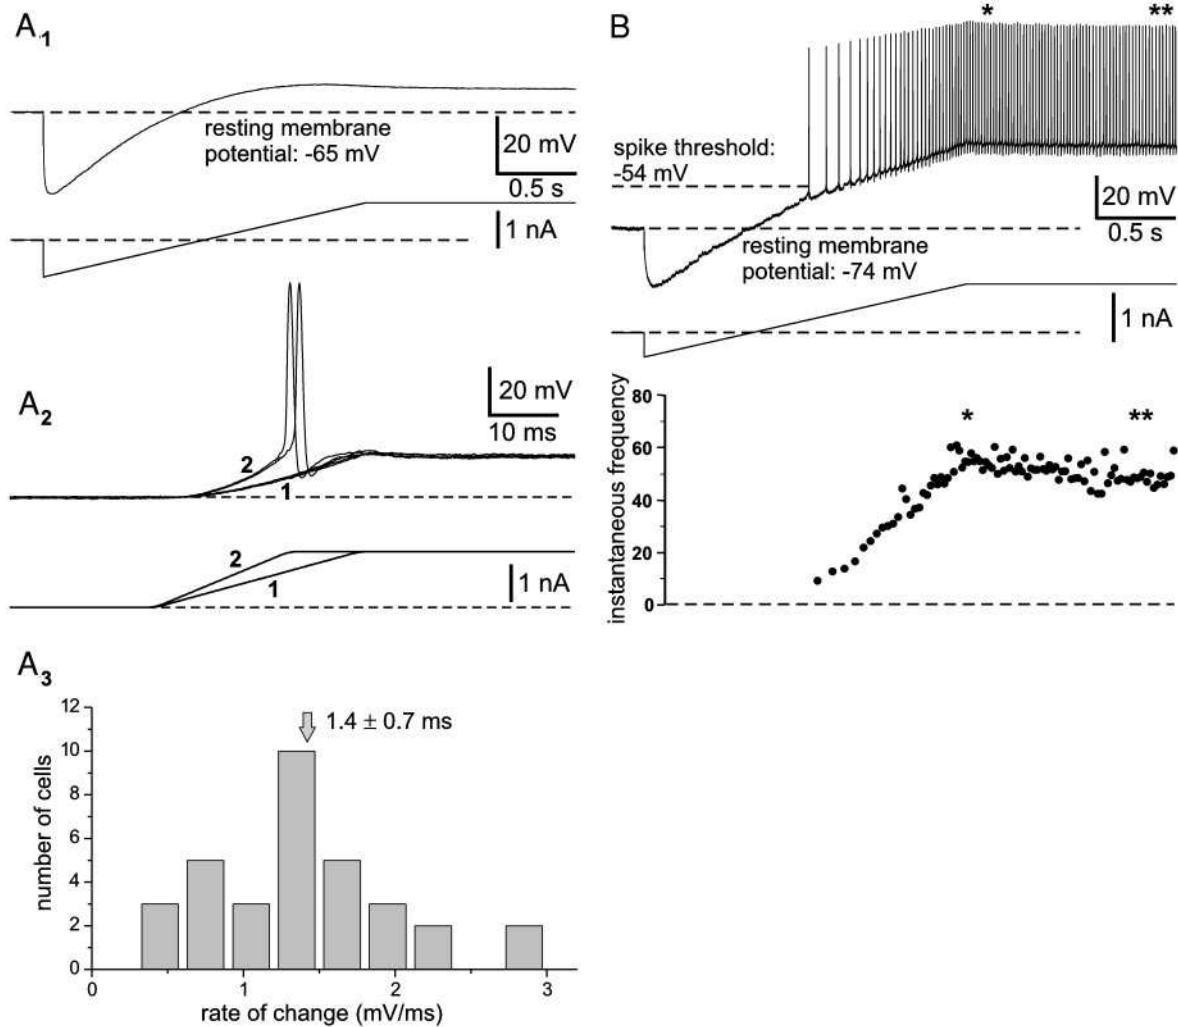 A1
resting membrane
potential: -65 mV
20 mV
0.5 s
1 nA
A2
20 mV
10 ms
2
1
2
1
1 nA
A3
12
10
8
6
4
2
0
number of cells
1.4 ± 0.7 ms
0 1 2 3
rate of change (mV/ms)
B
* **
spike threshold:
-54 mV
20 mV
0.5 s
resting membrane
potential: -74 mV
1 nA
instantaneous frequency
80
60
40
20
0
* **